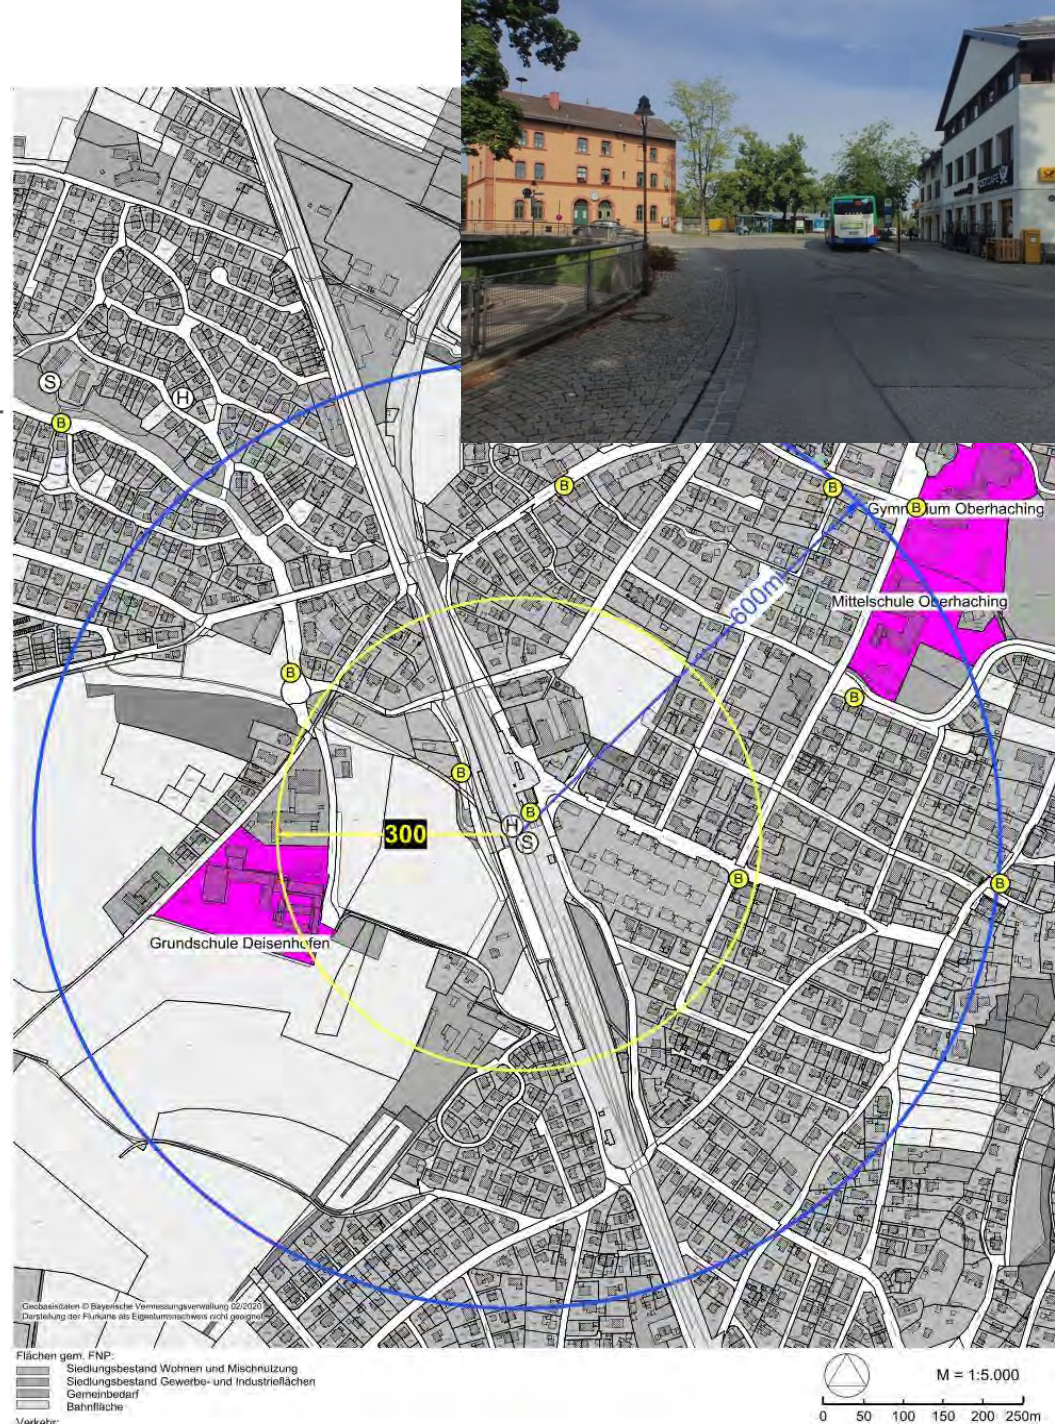 POSTCAFE
S
H
B
B
B
B
Gymnasium Oberhaching
600m
Mittelschule Oberhaching
B
B
B
B
H
S
300
B
B
Grundschule Deisenhofen
Geobasisdaten © Bayerische Vermessungsverwaltung 02/2020
Darstellung der Flurkarte als Eigentumsnachweis nicht geeignet
Flächen gem. FNP:
Siedlungsbestand Wohnen und Mischnutzung
Siedlungsbestand Gewerbe- und Industrieflächen
Gemeinbedarf
Bahnfläche
Verkehr:
M = 1:5.000
0 50 100 150 200 250m